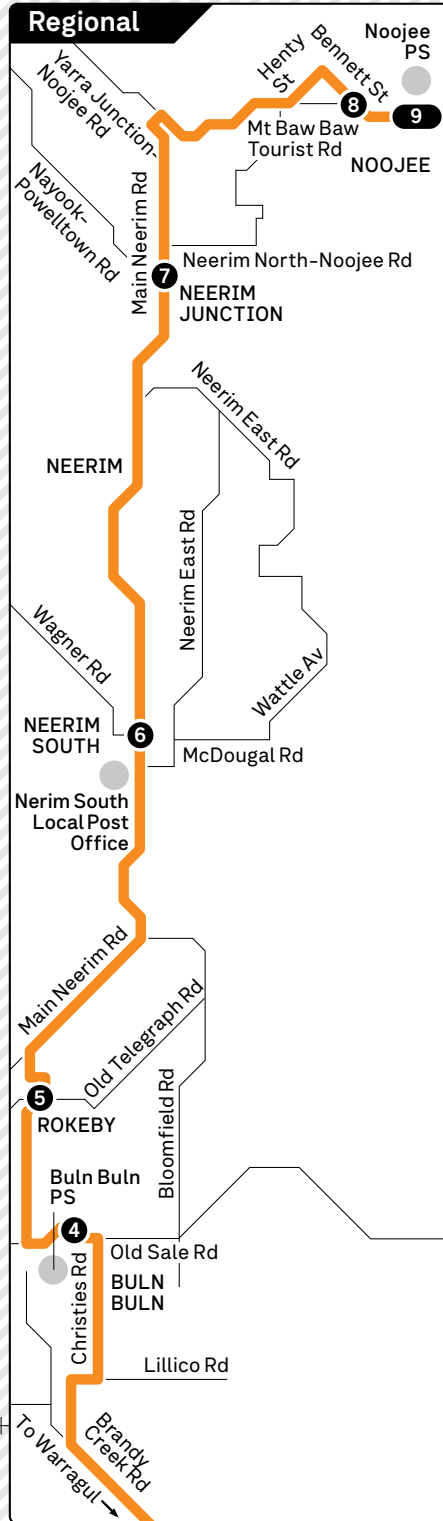 Regional
Noojee
PS
Bennett St
Henty
St
Yarra Junction-
Noojee Rd
8
9
Mt Baw Baw
Tourist Rd
NOOJEE
Nayook-
Powelltown Rd
Main Neerim Rd
Neerim North-Noojee Rd
7
NEERIM
JUNCTION
Neerim East Rd
NEERIM
Neerim East Rd
Wagner Rd
Wattle Av
NEERIM
SOUTH
6
McDougal Rd
Nerim South
Local Post
Office
Main Neerim Rd
Old Telegraph Rd
Bloomfield Rd
5
ROKEBY
Buln Buln
PS
4
Old Sale Rd
Christies Rd
BULN
BULN
Lillico Rd
Brandy
Creek Rd
To Warragul